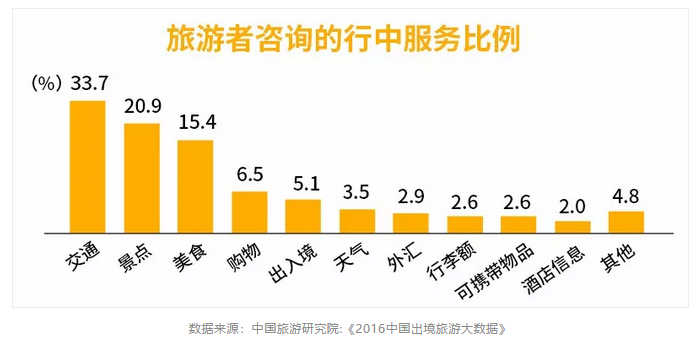 旅游者咨询的行中服务比例
(%)
33.7
20.9
15.4
6.5
5.1
3.5
2.9
2.6
2.6
2.0
4.8
交通
景点
美食
购物
出入境
天气
外汇
行李额
可携带物品
酒店信息
其他
数据来源：中国旅游研究院:《2016中国出境旅游大数据》